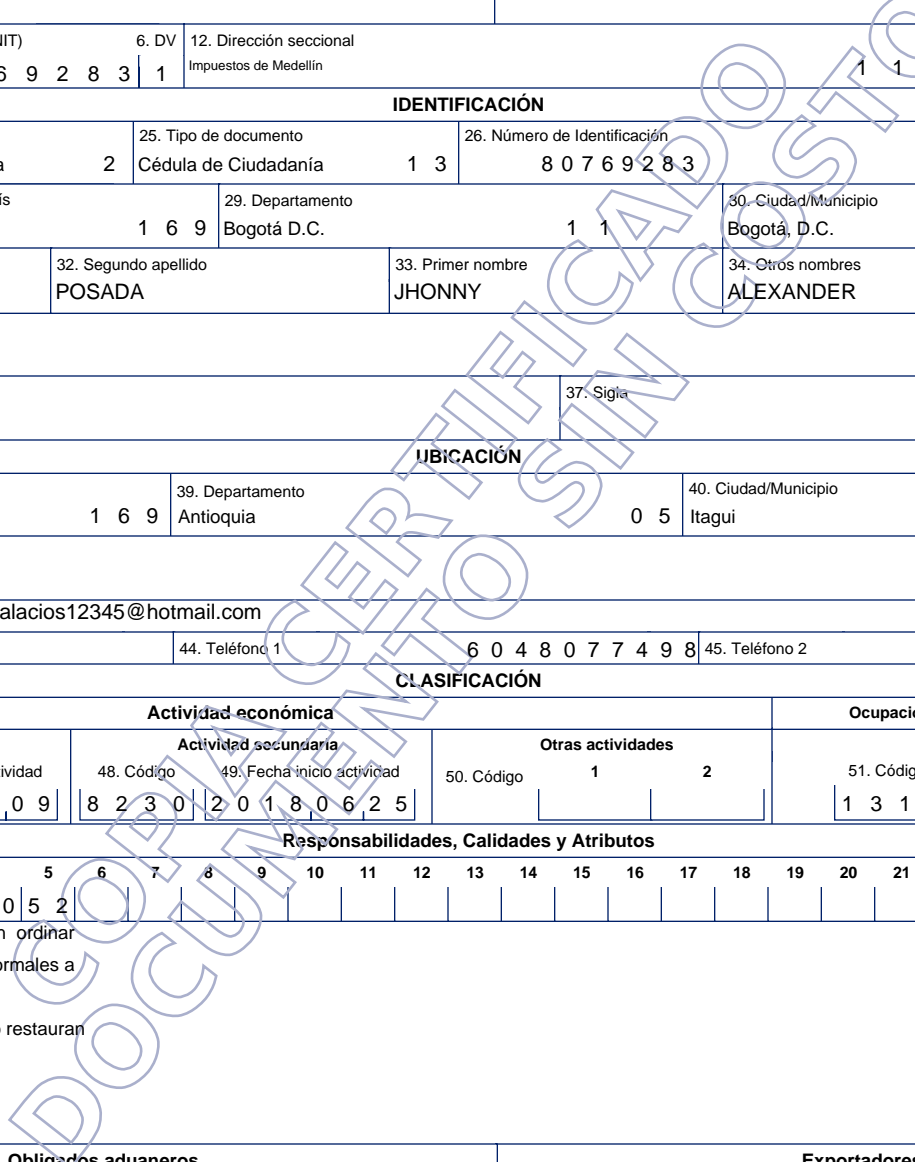 NIT) 6. DV 12. Dirección seccional
6 9 2 8 3 1 Impuestos de Medellín 1 1
IDENTIFICACIÓN
25. Tipo de documento 26. Número de Identificación
a 2 Cédula de Ciudadanía 1 3 8 0 7 6 9 2 8 3
ís 29. Departamento 30. Ciudad/Municipio
1 6 9 Bogotá D.C. 1 1 Bogotá, D.C.
32. Segundo apellido 33. Primer nombre 34. Otros nombres
POSADA JHONNY ALEXANDER
37. Sigla
UBICACIÓN
39. Departamento 40. Ciudad/Municipio
1 6 9 Antioquia 0 5 Itagui
alacios12345@hotmail.com
44. Teléfono 1 6 0 4 8 0 7 7 4 9 8 45. Teléfono 2
CLASIFICACIÓN
Actividad económica Ocupació
Actividad secundaria Otras actividades
ividad 48. Código 49. Fecha inicio actividad 50. Código 1 2 51. Códig
0 9 8 2 3 0 2 0 1 8 0 6 2 5 1 3 1
Responsabilidades, Calidades y Atributos
5 6 7 8 9 10 11 12 13 14 15 16 17 18 19 20 21
0 5 2
n ordinar
ormales a
restauran
Obligados aduaneros Exportadores
COPIA CERTIFICADO
DOCUMENTO SIN COSTO